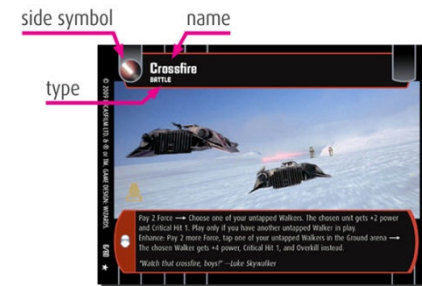 side symbol
name
Crossfire
BATTLE
type
© 2009 LUCASFILM LTD. & ® or TM. GAME DESIGN: WIZARDS.
Pay 2 Force → Choose one of your untapped Walkers. The chosen unit gets +2 power
and Critical Hit 1. Play only if you have another untapped Walker in play.
Enhance: Pay 2 more Force, tap one of your untapped Walkers in the Ground arena →
The chosen Walker gets +4 power, Critical Hit 1, and Overkill instead.
"Watch that crossfire, boys!" —Luke Skywalker